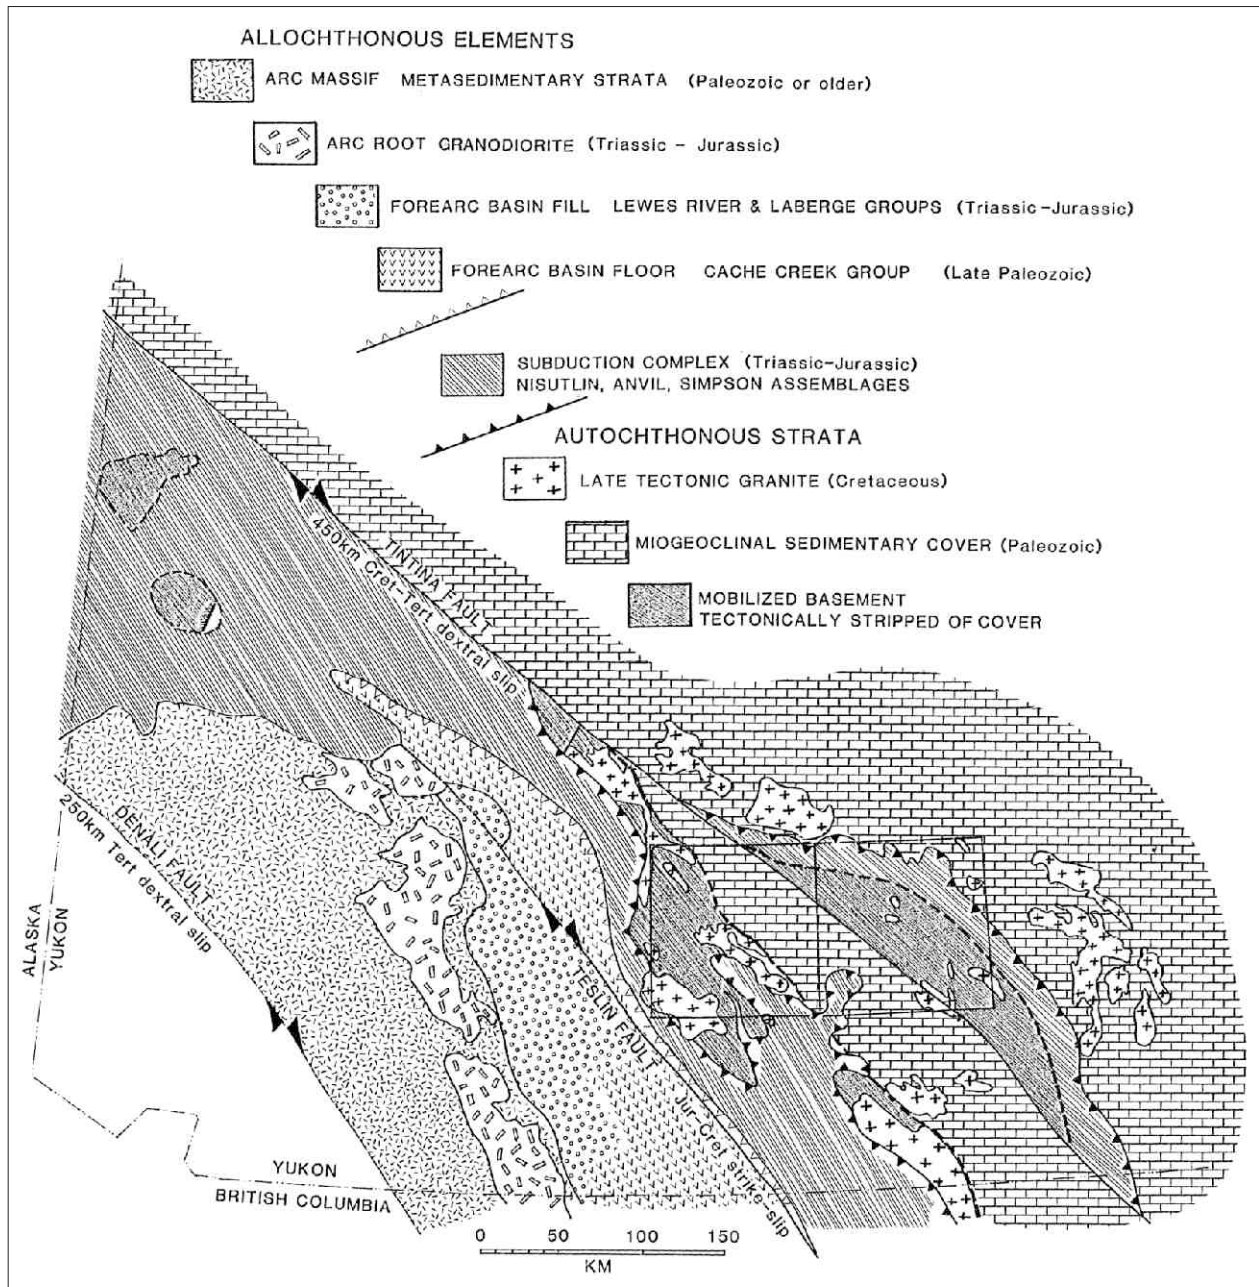 ALLOCHTHONOUS ELEMENTS
ARC MASSIF METASEDIMENTARY STRATA (Paleozoic or older)
ARC ROOT GRANODIORITE (Triassic - Jurassic)
FOREARC BASIN FILL LEWES RIVER & LABERGE GROUPS (Triassic-Jurassic)
FOREARC BASIN FLOOR CACHE CREEK GROUP (Late Paleozoic)
SUBDUCTION COMPLEX (Triassic-Jurassic)
NISUTLIN, ANVIL, SIMPSON ASSEMBLAGES
AUTOCHTHONOUS STRATA
LATE TECTONIC GRANITE (Cretaceous)
MIOGEOCLINAL SEDIMENTARY COVER (Paleozoic)
MOBILIZED BASEMENT
TECTONICALLY STRIPPED OF COVER
TINTINA FAULT
450km Cret-Tert dextral slip
DENALI FAULT
250km Tert dextral slip
TESLIN FAULT
Jur-Cret strike-slip
ALASKA
YUKON
YUKON
BRITISH COLUMBIA
0 50 100 150
KM